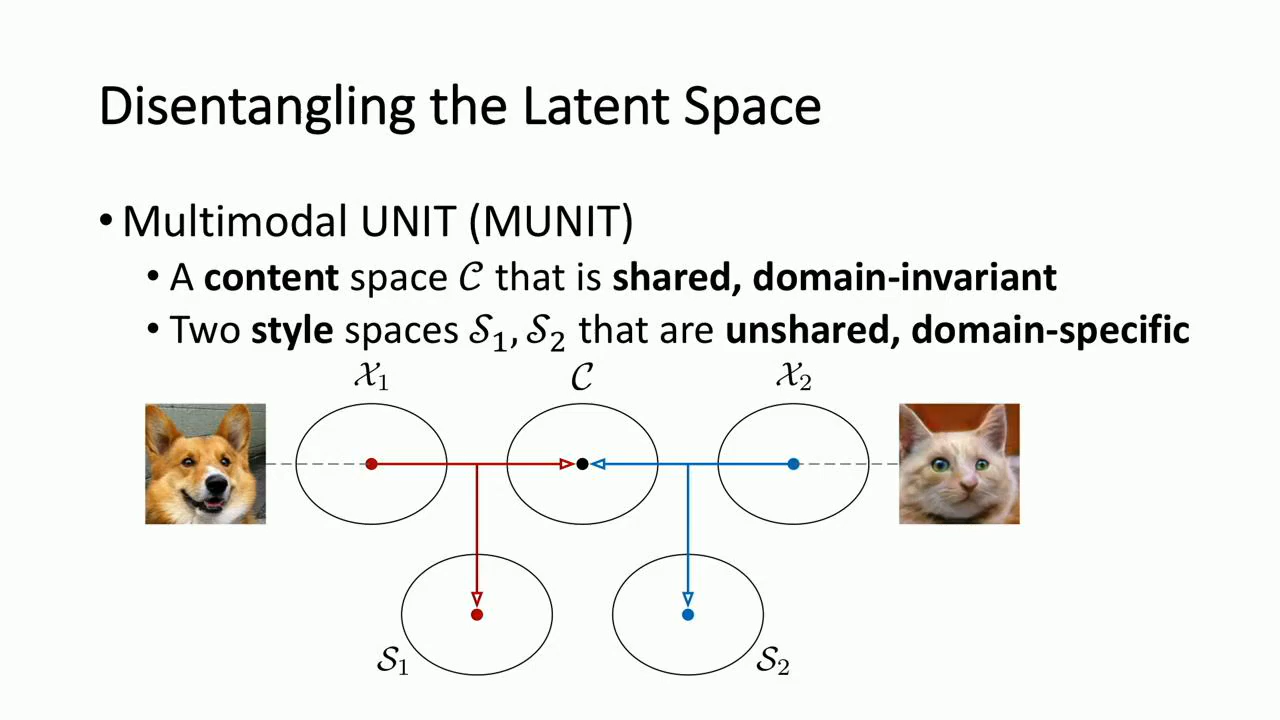 Disentangling the Latent Space
• Multimodal UNIT (MUNIT)
• A content space 𝒞 that is shared, domain-invariant
• Two style spaces 𝒮₁, 𝒮₂ that are unshared, domain-specific
𝒳₁ 𝒞 𝒳₂
𝒮₁ 𝒮₂